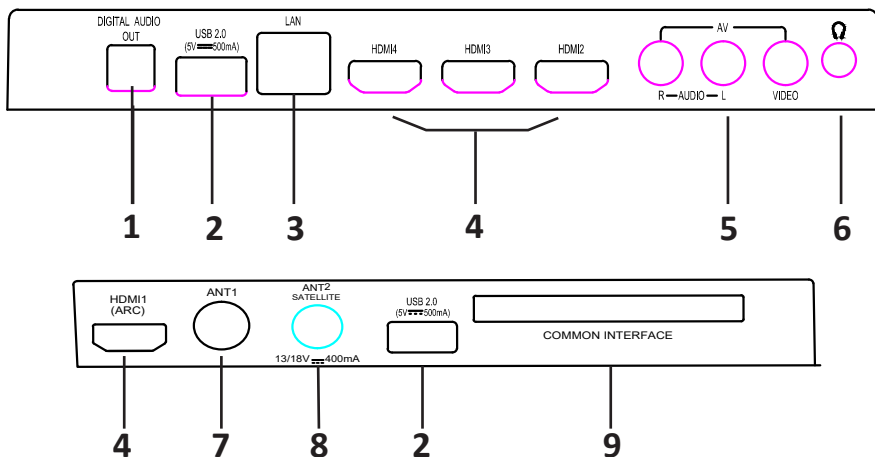 DIGITAL AUDIO
OUT
USB 2.0
(5V⎓500mA)
LAN
HDMI4
HDMI3
HDMI2
AV
R AUDIO L
VIDEO
1
2
3
4
5
6
HDMI1
(ARC)
ANT1
ANT2
SATELLITE
13/18V⎓400mA
USB 2.0
(5V⎓500mA)
COMMON INTERFACE
4
7
8
2
9